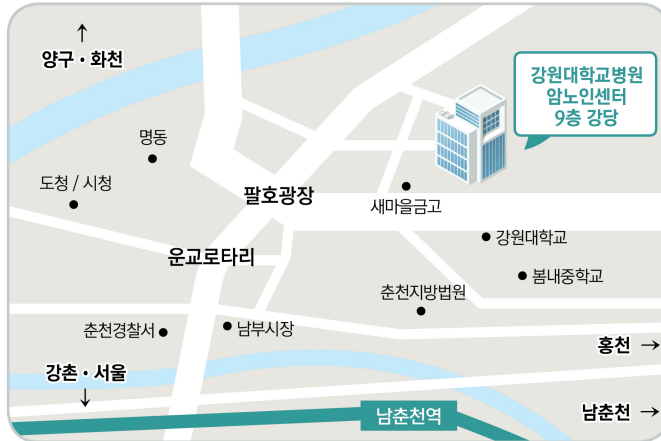 ↑
양구 · 화천
강원대학교병원
암노인센터
9층 강당
명동
도청 / 시청
팔호광장
새마을금고
강원대학교
운교로타리
봄내중학교
춘천지방법원
춘천경찰서
남부시장
홍천 →
강촌 · 서울
↓
남춘천 →
남춘천역